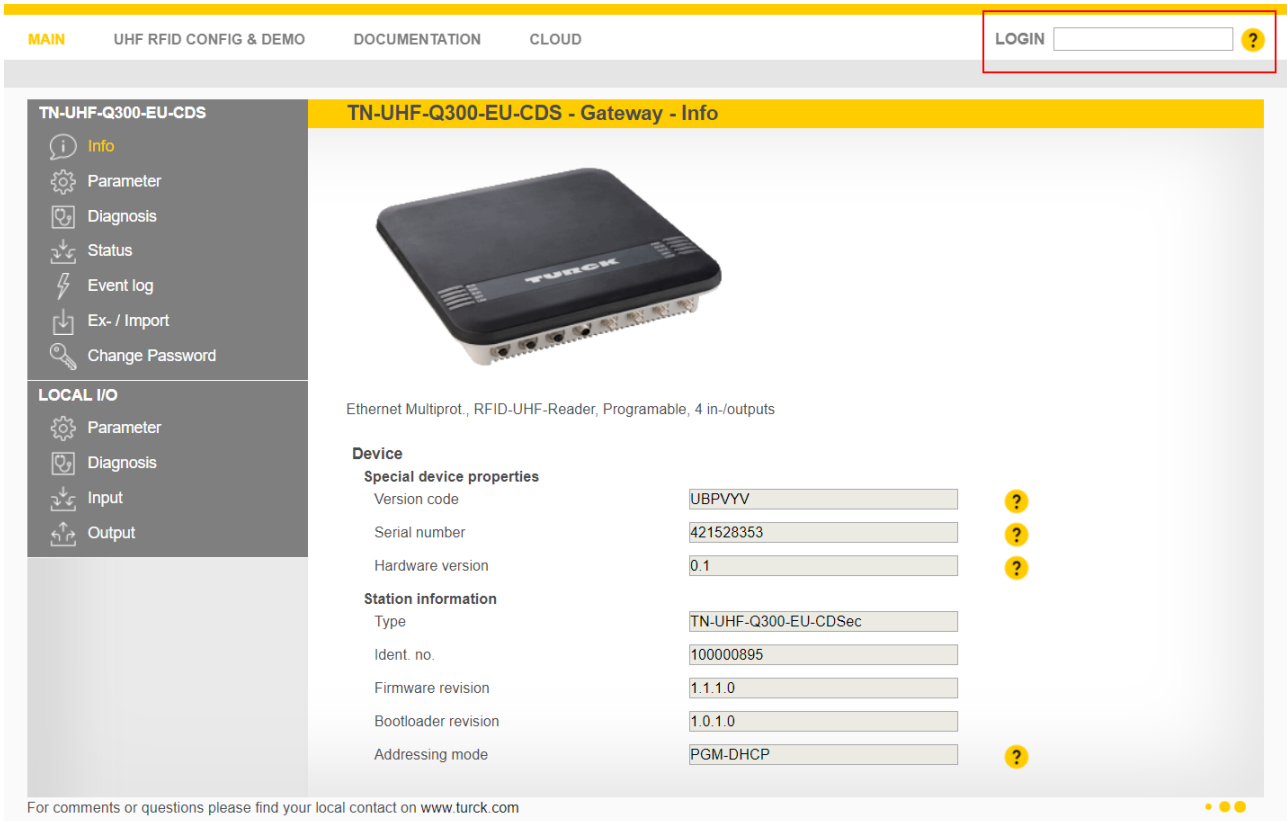 MAIN UHF RFID CONFIG & DEMO DOCUMENTATION CLOUD LOGIN ?
TN-UHF-Q300-EU-CDS
Info
Parameter
Diagnosis
Status
Event log
Ex- / Import
Change Password
LOCAL I/O
Parameter
Diagnosis
Input
Output
TN-UHF-Q300-EU-CDS - Gateway - Info
TURCK
Ethernet Multiprot., RFID-UHF-Reader, Programable, 4 in-/outputs
Device
Special device properties
Version code UBPVYV ?
Serial number 421528353 ?
Hardware version 0.1 ?
Station information
Type TN-UHF-Q300-EU-CDSec
Ident. no. 100000895
Firmware revision 1.1.1.0
Bootloader revision 1.0.1.0
Addressing mode PGM-DHCP ?
For comments or questions please find your local contact on www.turck.com